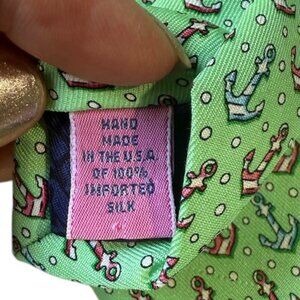 HAND
MADE
IN THE U.S.A.
OF 100%
IMPORTED
SILK